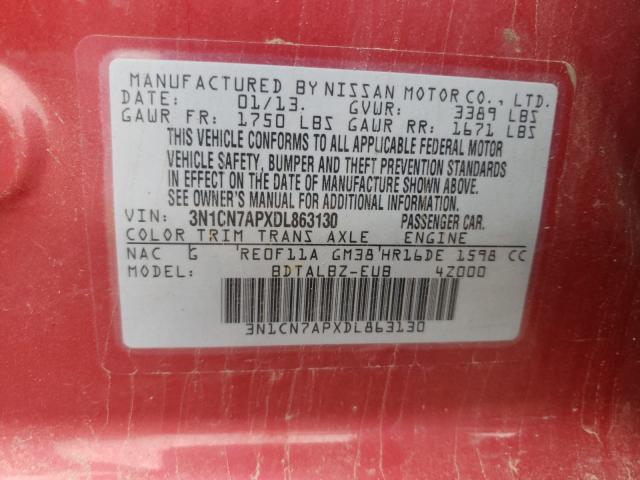 MANUFACTURED BY NISSAN MOTOR CO., LTD.
DATE: 01/13. GVWR: 3389 LBS
GAWR FR: 1750 LBS GAWR RR: 1671 LBS
THIS VEHICLE CONFORMS TO ALL APPLICABLE FEDERAL MOTOR
VEHICLE SAFETY, BUMPER AND THEFT PREVENTION STANDARDS
IN EFFECT ON THE DATE OF MANUFACTURE SHOWN ABOVE.
SEE OWNER'S MANUAL FOR ADDITIONAL INFORMATION.
VIN: 3N1CN7APXDL863130 PASSENGER CAR.
COLOR TRIM TRANS AXLE ENGINE
NAC G RE0F11A GM38 HR16DE 1598 CC
MODEL: BDTALBZ-EUB 4Z000
3N1CN7APXDL863130